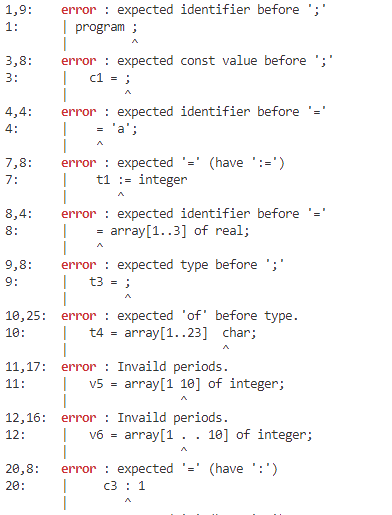 1,9: error : expected identifier before ';'
1: | program ;
| ^
3,8: error : expected const value before ';'
3: | c1 = ;
| ^
4,4: error : expected identifier before '='
4: | = 'a';
| ^
7,8: error : expected '=' (have ':=')
7: | t1 := integer
| ^
8,4: error : expected identifier before '='
8: | = array[1..3] of real;
| ^
9,8: error : expected type before ';'
9: | t3 = ;
| ^
10,25: error : expected 'of' before type.
10: | t4 = array[1..23]  char;
| ^
11,17: error : Invaild periods.
11: | v5 = array[1 10] of integer;
| ^
12,16: error : Invaild periods.
12: | v6 = array[1 . . 10] of integer;
| ^
20,8: error : expected '=' (have ':')
20: | c3 : 1
| ^